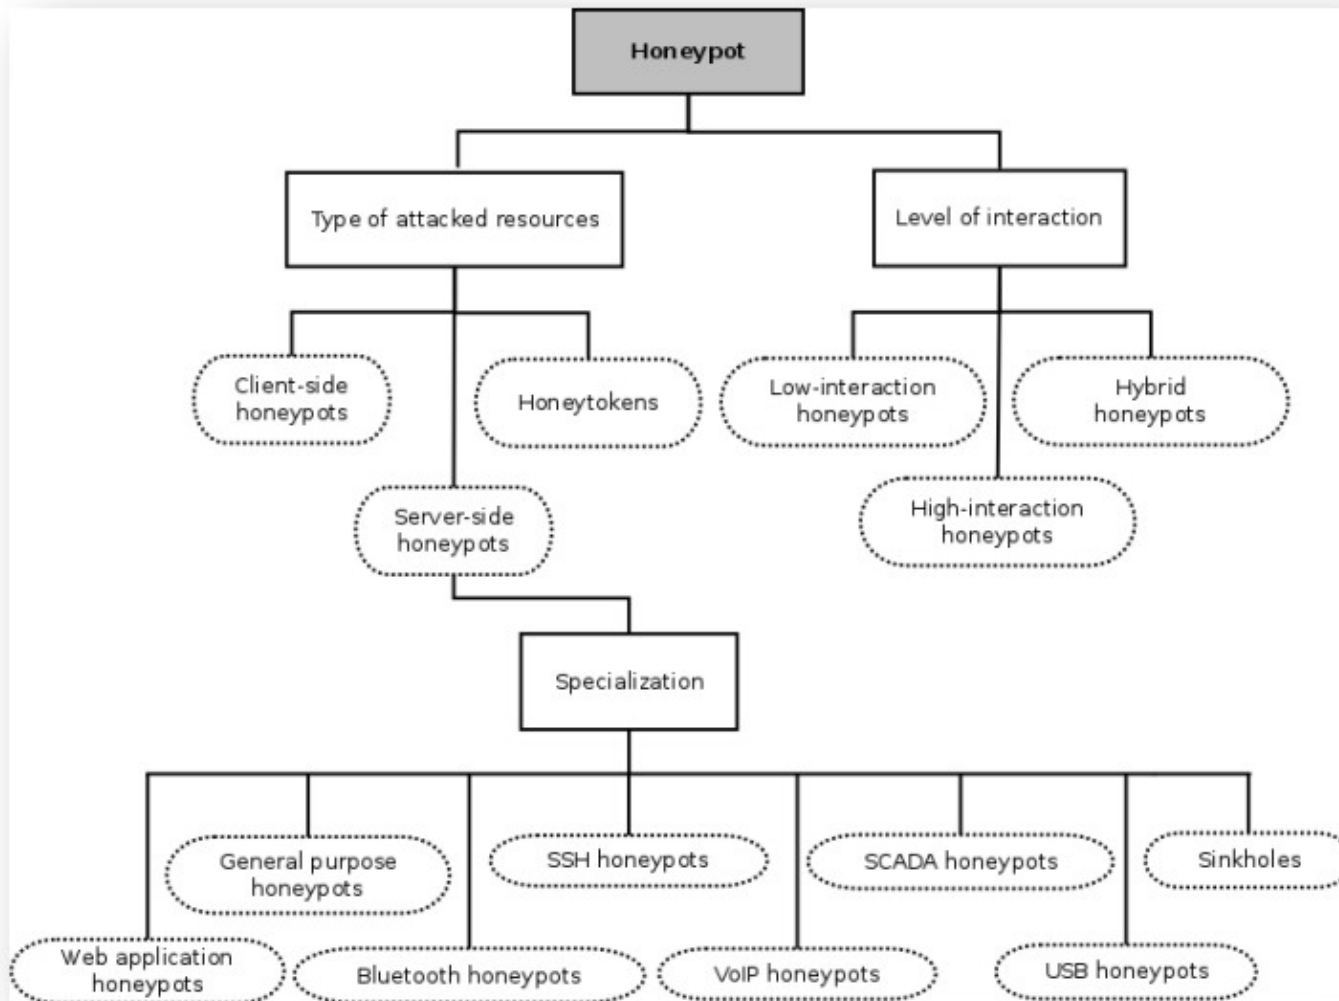 Honeypot
Type of attacked resources
Level of interaction
Client-side
honeypots
Honeytokens
Low-interaction
honeypots
Hybrid
honeypots
Server-side
honeypots
High-interaction
honeypots
Specialization
General purpose
honeypots
SSH honeypots
SCADA honeypots
Sinkholes
Web application
honeypots
Bluetooth honeypots
VoIP honeypots
USB honeypots